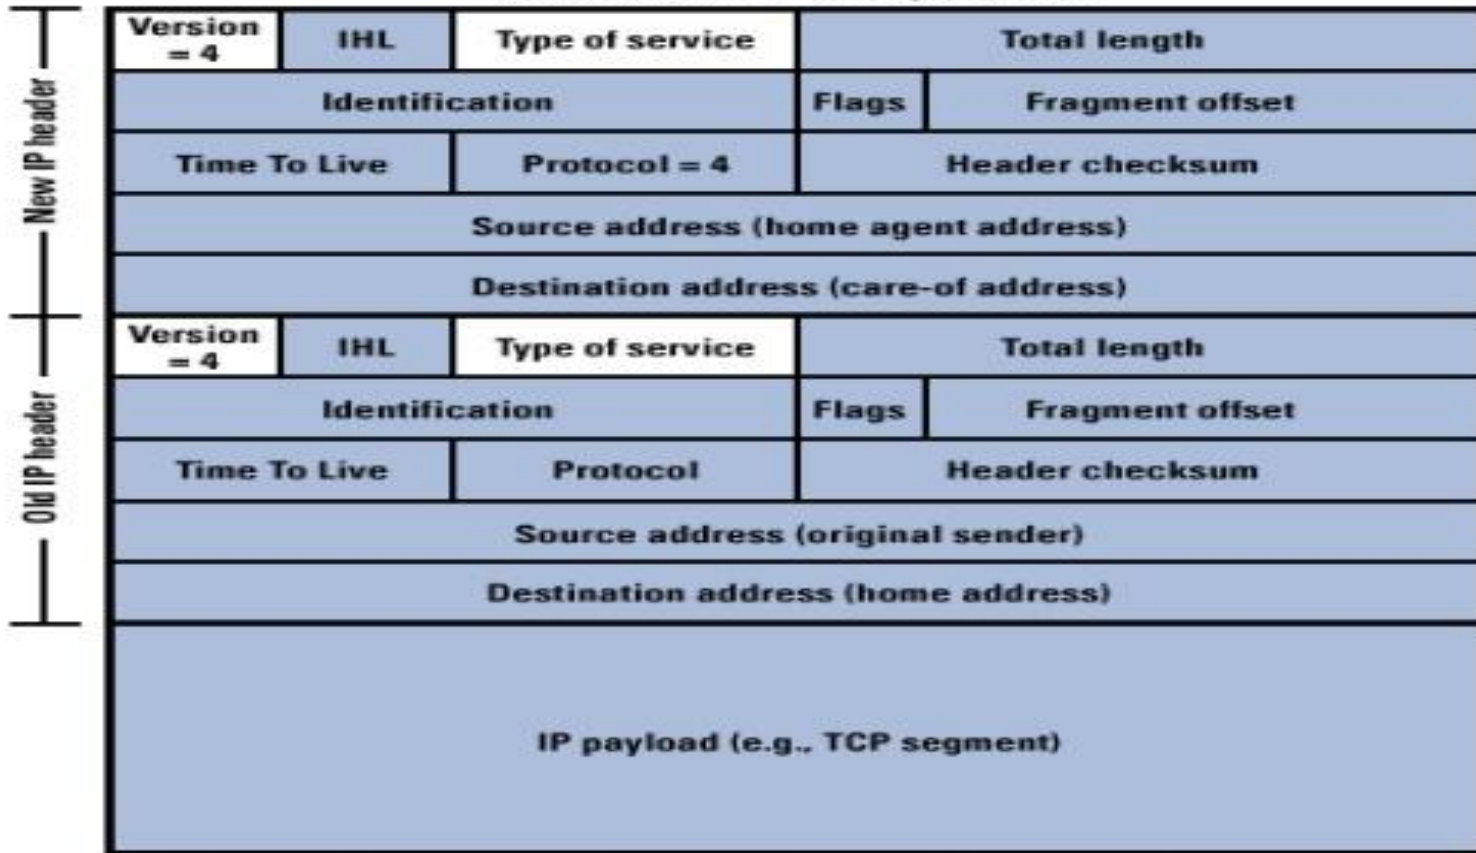 Version = 4
IHL
Type of service
Total length
Identification
Flags
Fragment offset
Time To Live
Protocol = 4
Header checksum
Source address (home agent address)
Destination address (care-of address)
New IP header
Version = 4
IHL
Type of service
Total length
Identification
Flags
Fragment offset
Time To Live
Protocol
Header checksum
Source address (original sender)
Destination address (home address)
Old IP header
IP payload (e.g., TCP segment)